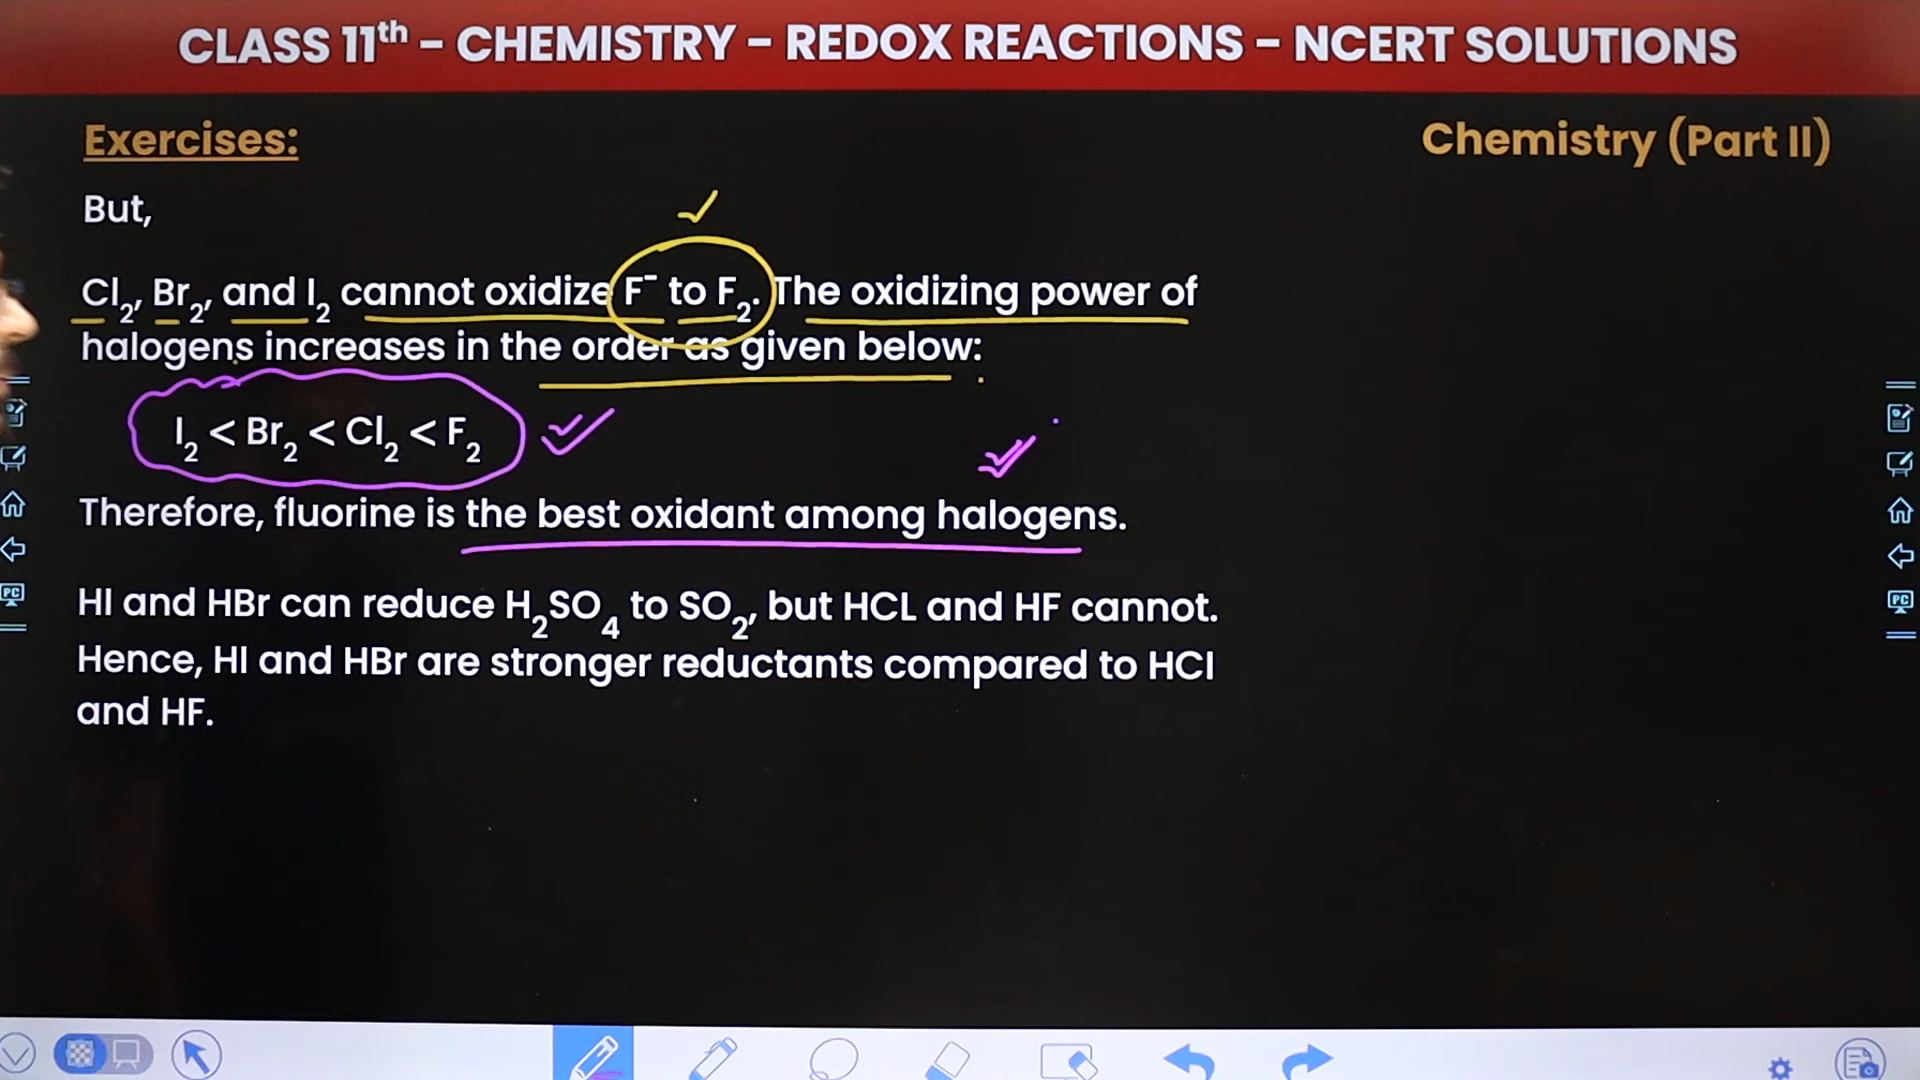 CLASS 11th – CHEMISTRY – REDOX REACTIONS – NCERT SOLUTIONS
Exercises:
Chemistry (Part II)
But,
Cl2, Br2, and I2 cannot oxidize F⁻ to F2. The oxidizing power of
halogens increases in the order as given below:
I2 < Br2 < Cl2 < F2
Therefore, fluorine is the best oxidant among halogens.
HI and HBr can reduce H2SO4 to SO2, but HCL and HF cannot.
Hence, HI and HBr are stronger reductants compared to HCl
and HF.
PC
PC